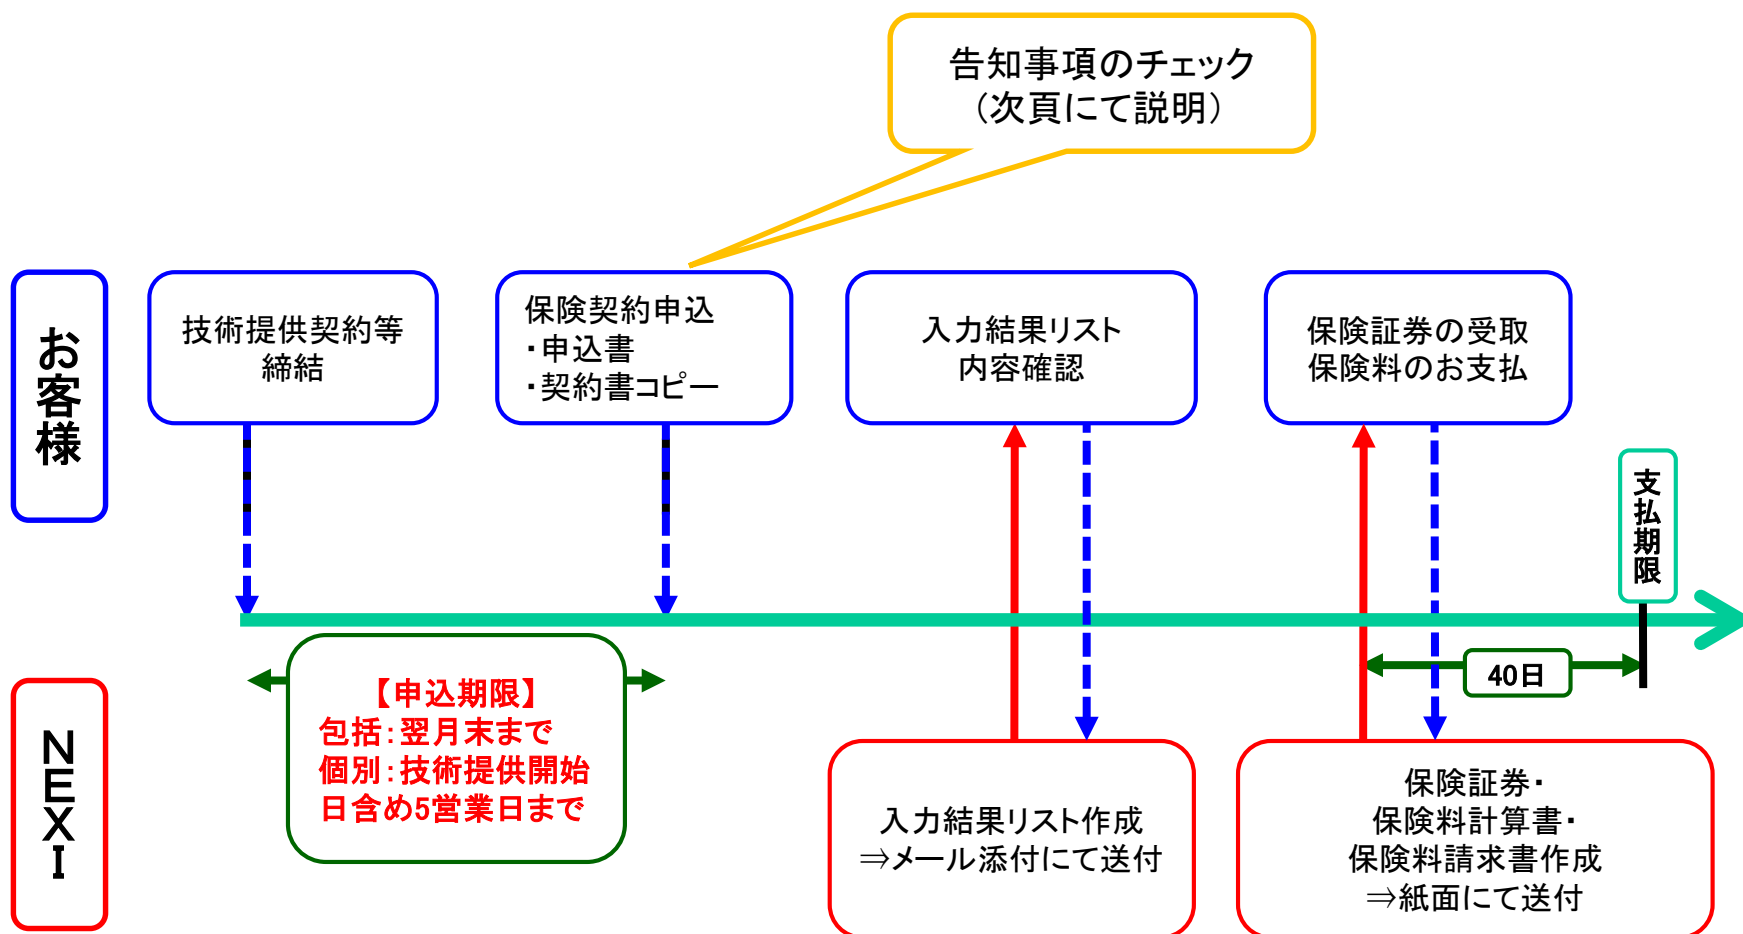 告知事項のチェック
（次頁にて説明）
お客様
技術提供契約等
締結
保険契約申込
・申込書
・契約書コピー
入力結果リスト
内容確認
保険証券の受取
保険料のお支払
支払期限
40日
【申込期限】
包括：翌月末まで
個別：技術提供開始
日含め5営業日まで
ＮＥＸＩ
入力結果リスト作成
⇒メール添付にて送付
保険証券・
保険料計算書・
保険料請求書作成
⇒紙面にて送付